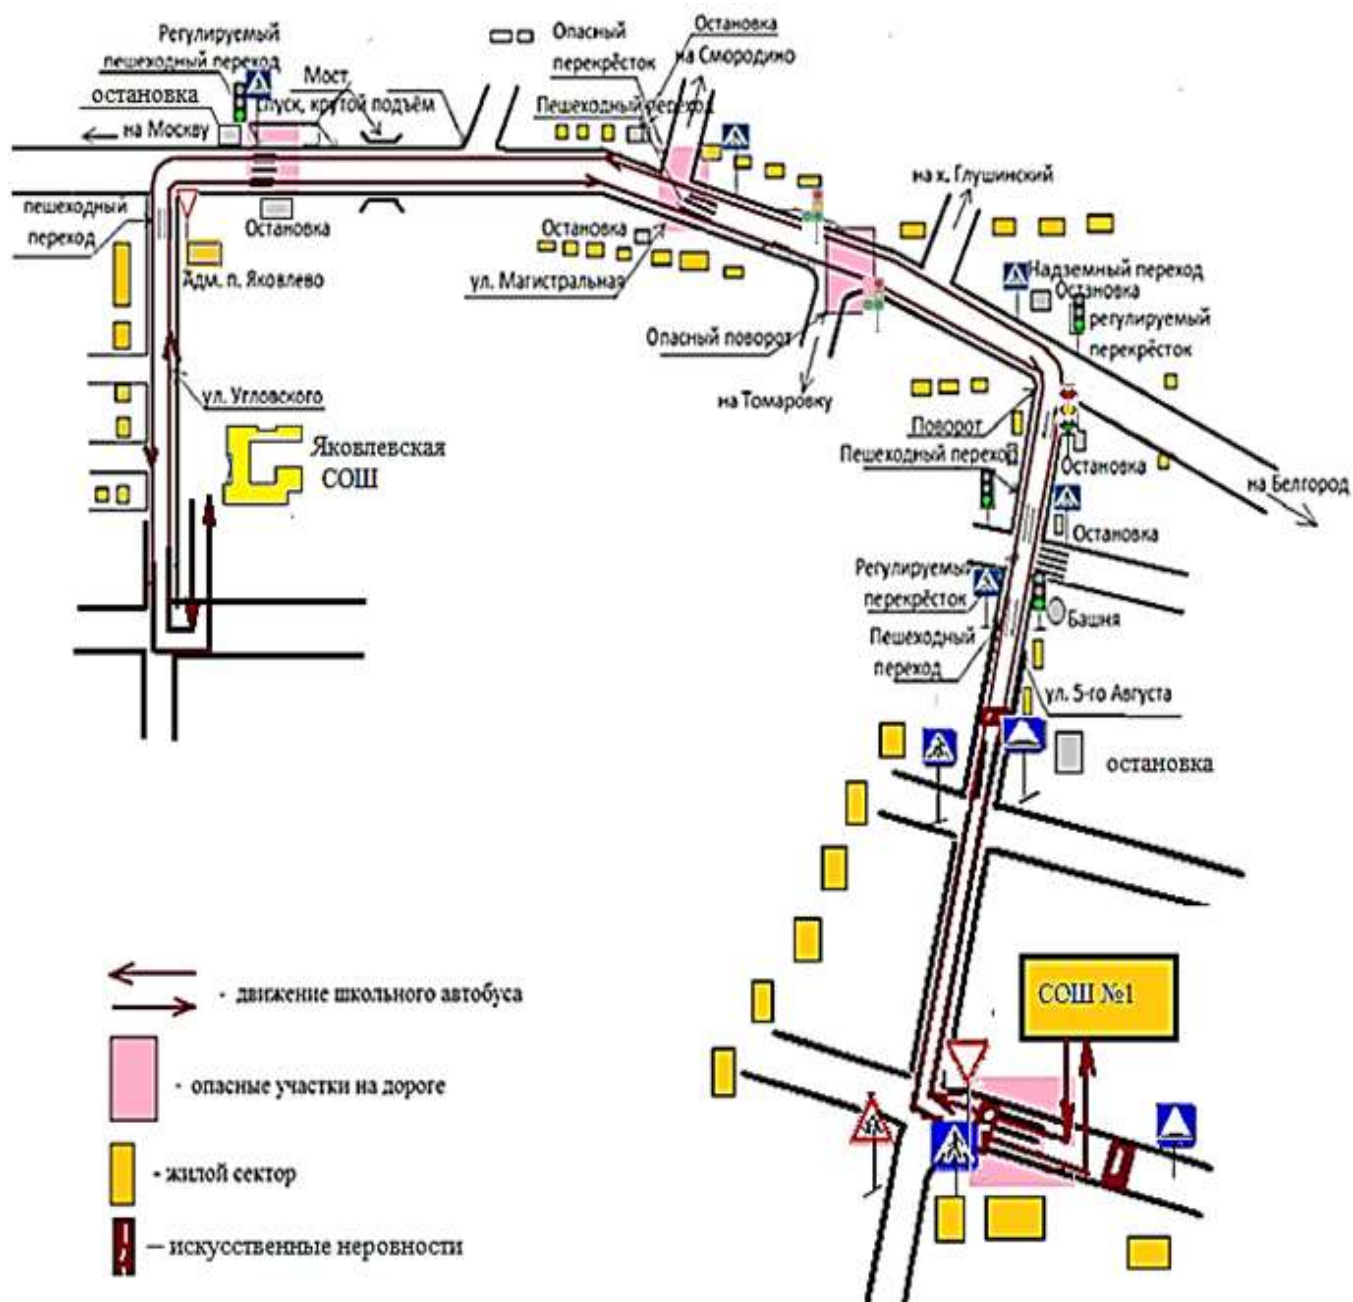 Регулируемый
пешеходный переход
остановка
на Москву
Мост,
спуск, крутой подъём
Опасный
перекрёсток
Остановка
на Смородино
Пешеходный переход
на х. Глушинский
пешеходный
переход
Остановка
Адм. п. Яковлево
Остановка
ул. Магистральная
Надземный переход
Остановка
регулируемый
перекрёсток
Опасный поворот
на Томаровку
ул. Угловского
Яковлевская
СОШ
Поворот
Пешеходный переход
Остановка
на Белгород
Остановка
Регулируемый
перекрёсток
Башня
Пешеходный
переход
ул. 5-го Августа
остановка
СОШ №1
- движение школьного автобуса
- опасные участки на дороге
- жилой сектор
— искусственные неровности